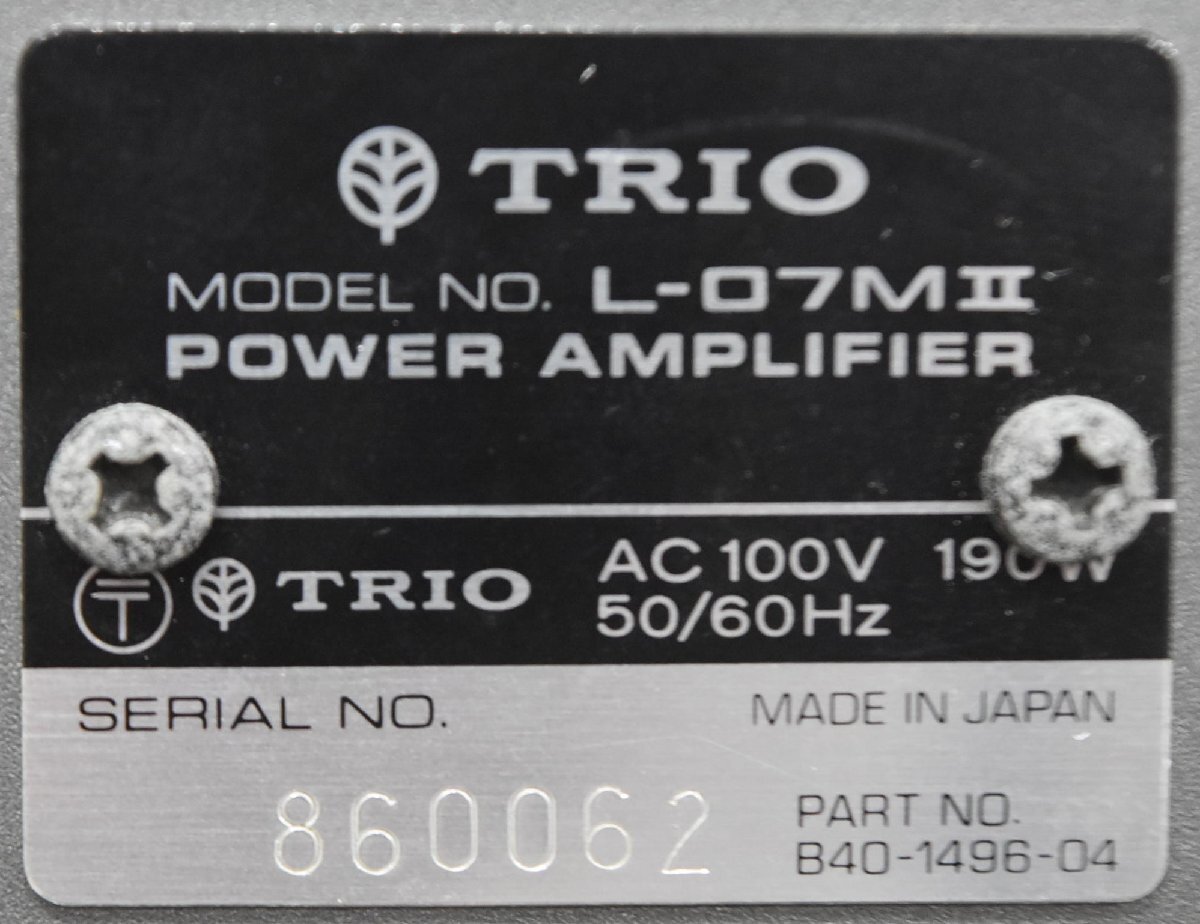 TRIO
MODEL NO. L-07MII
POWER AMPLIFIER
TRIO AC 100V 190W
50/60Hz
SERIAL NO. MADE IN JAPAN
860062
PART NO.
B40-1496-04